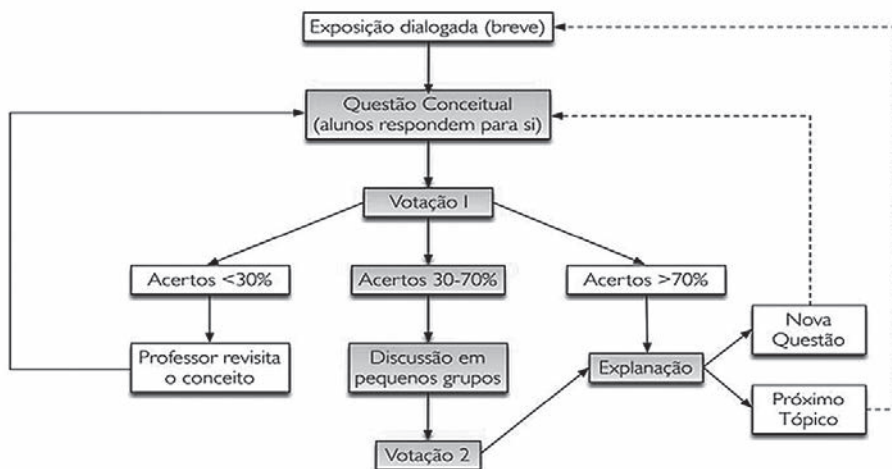 Exposição dialogada (breve)
Questão Conceitual
(alunos respondem para si)
Votação I
Acertos <30%
Acertos 30-70%
Acertos >70%
Professor revisita
o conceito
Discussão em
pequenos grupos
Explanação
Nova
Questão
Próximo
Tópico
Votação 2